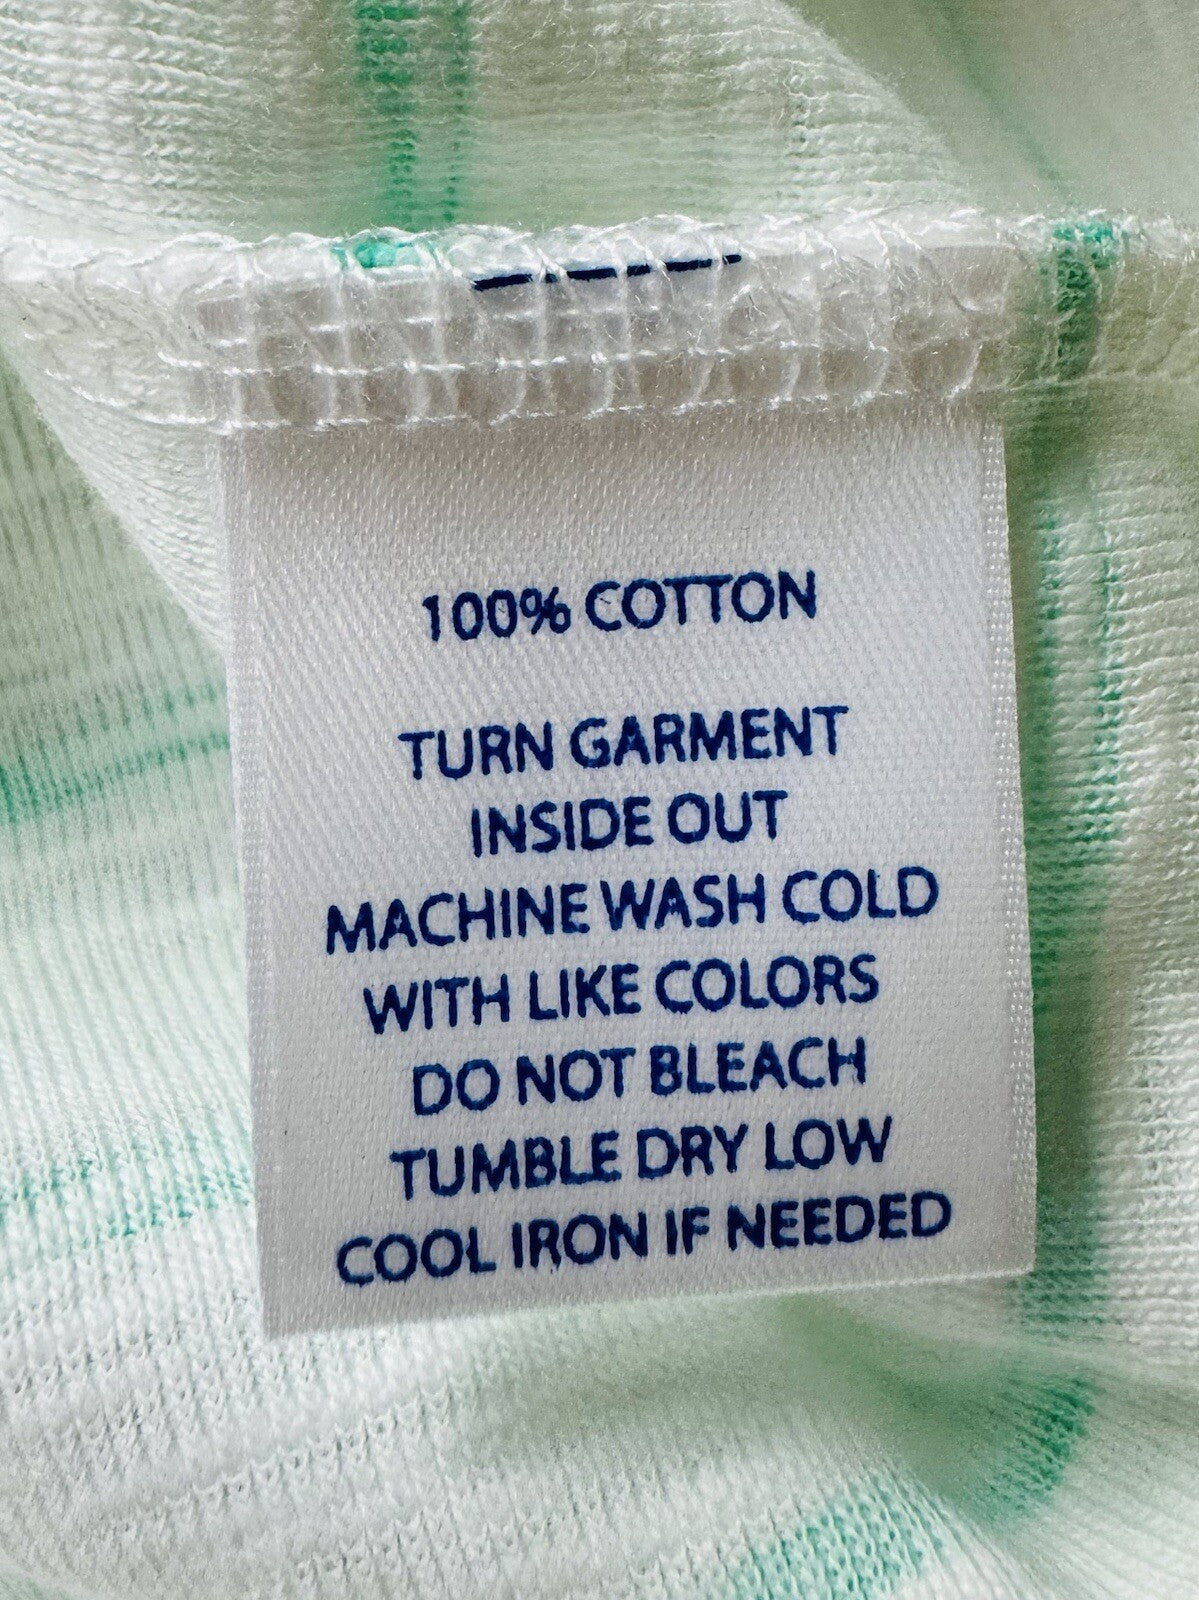 100% COTTON
TURN GARMENT
INSIDE OUT
MACHINE WASH COLD
WITH LIKE COLORS
DO NOT BLEACH
TUMBLE DRY LOW
COOL IRON IF NEEDED